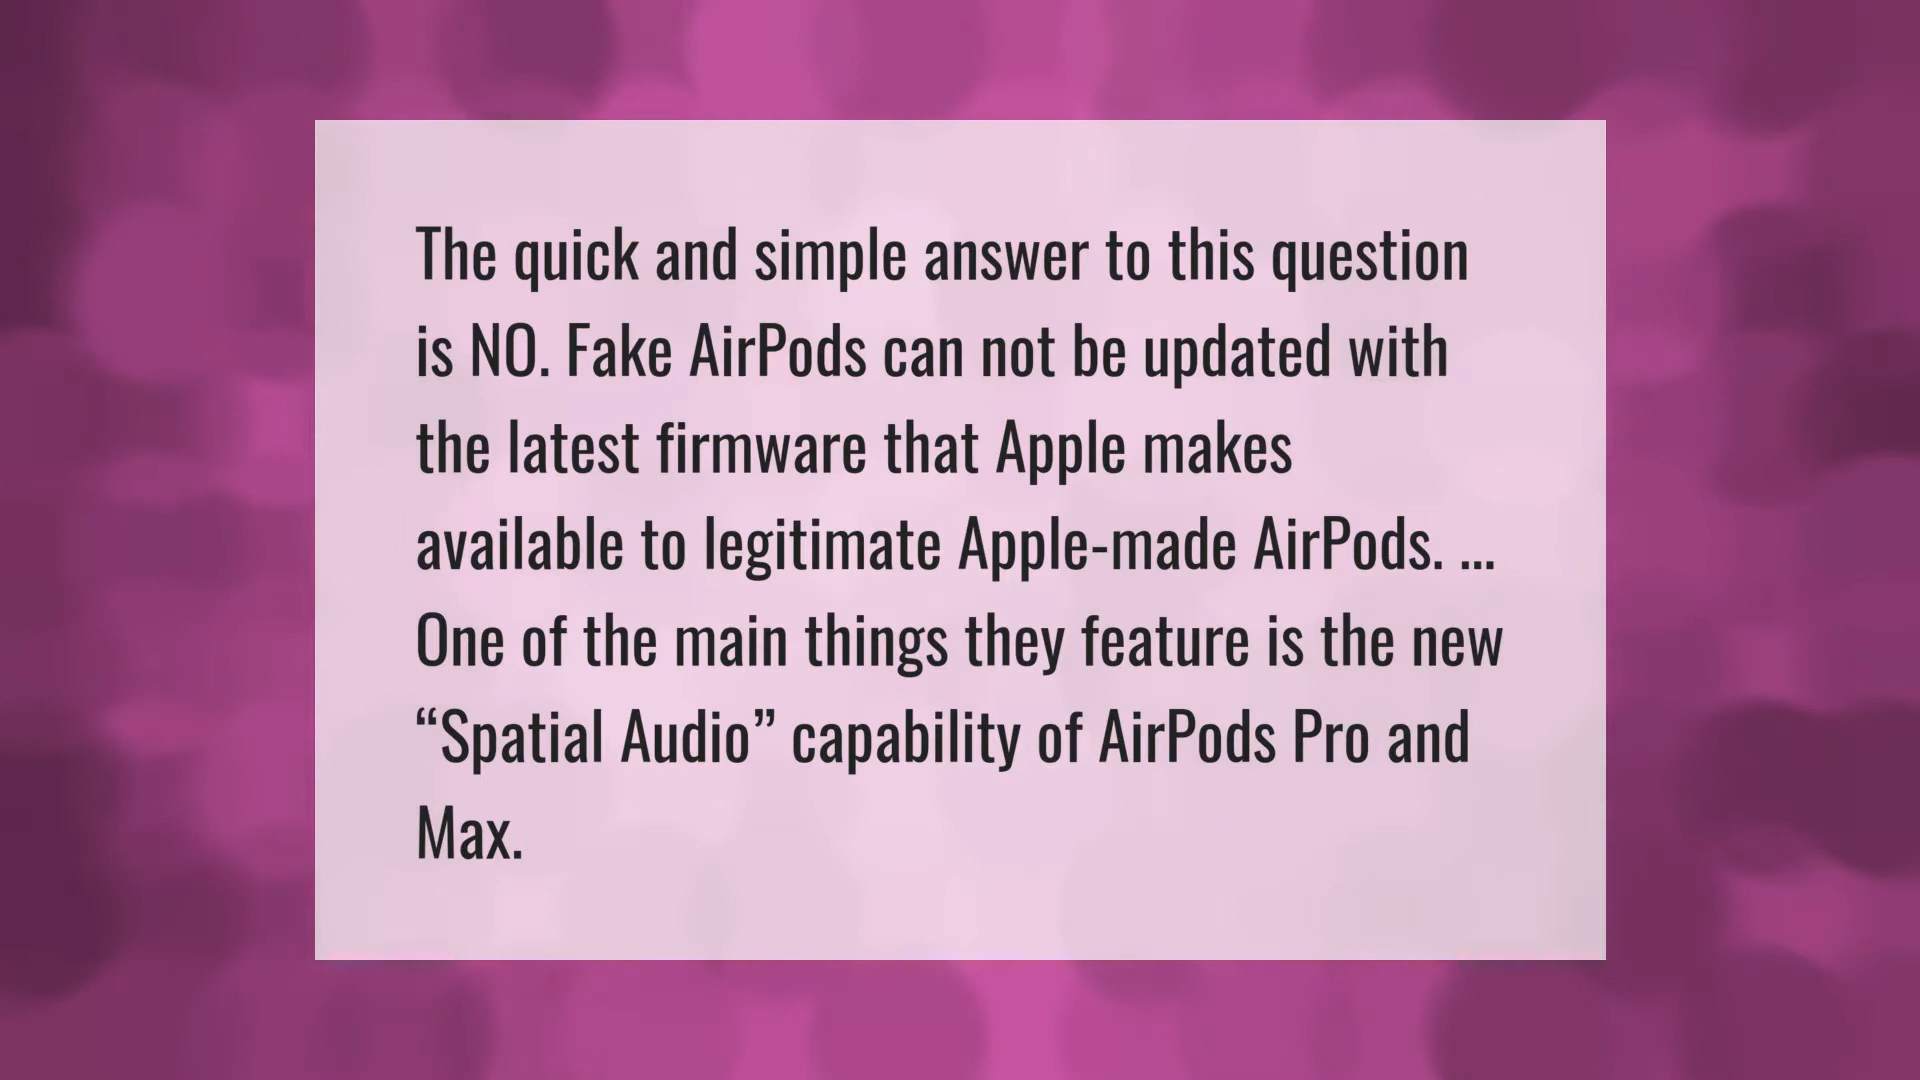 The quick and simple answer to this question
is NO. Fake AirPods can not be updated with
the latest firmware that Apple makes
available to legitimate Apple-made AirPods. ...
One of the main things they feature is the new
“Spatial Audio” capability of AirPods Pro and
Max.